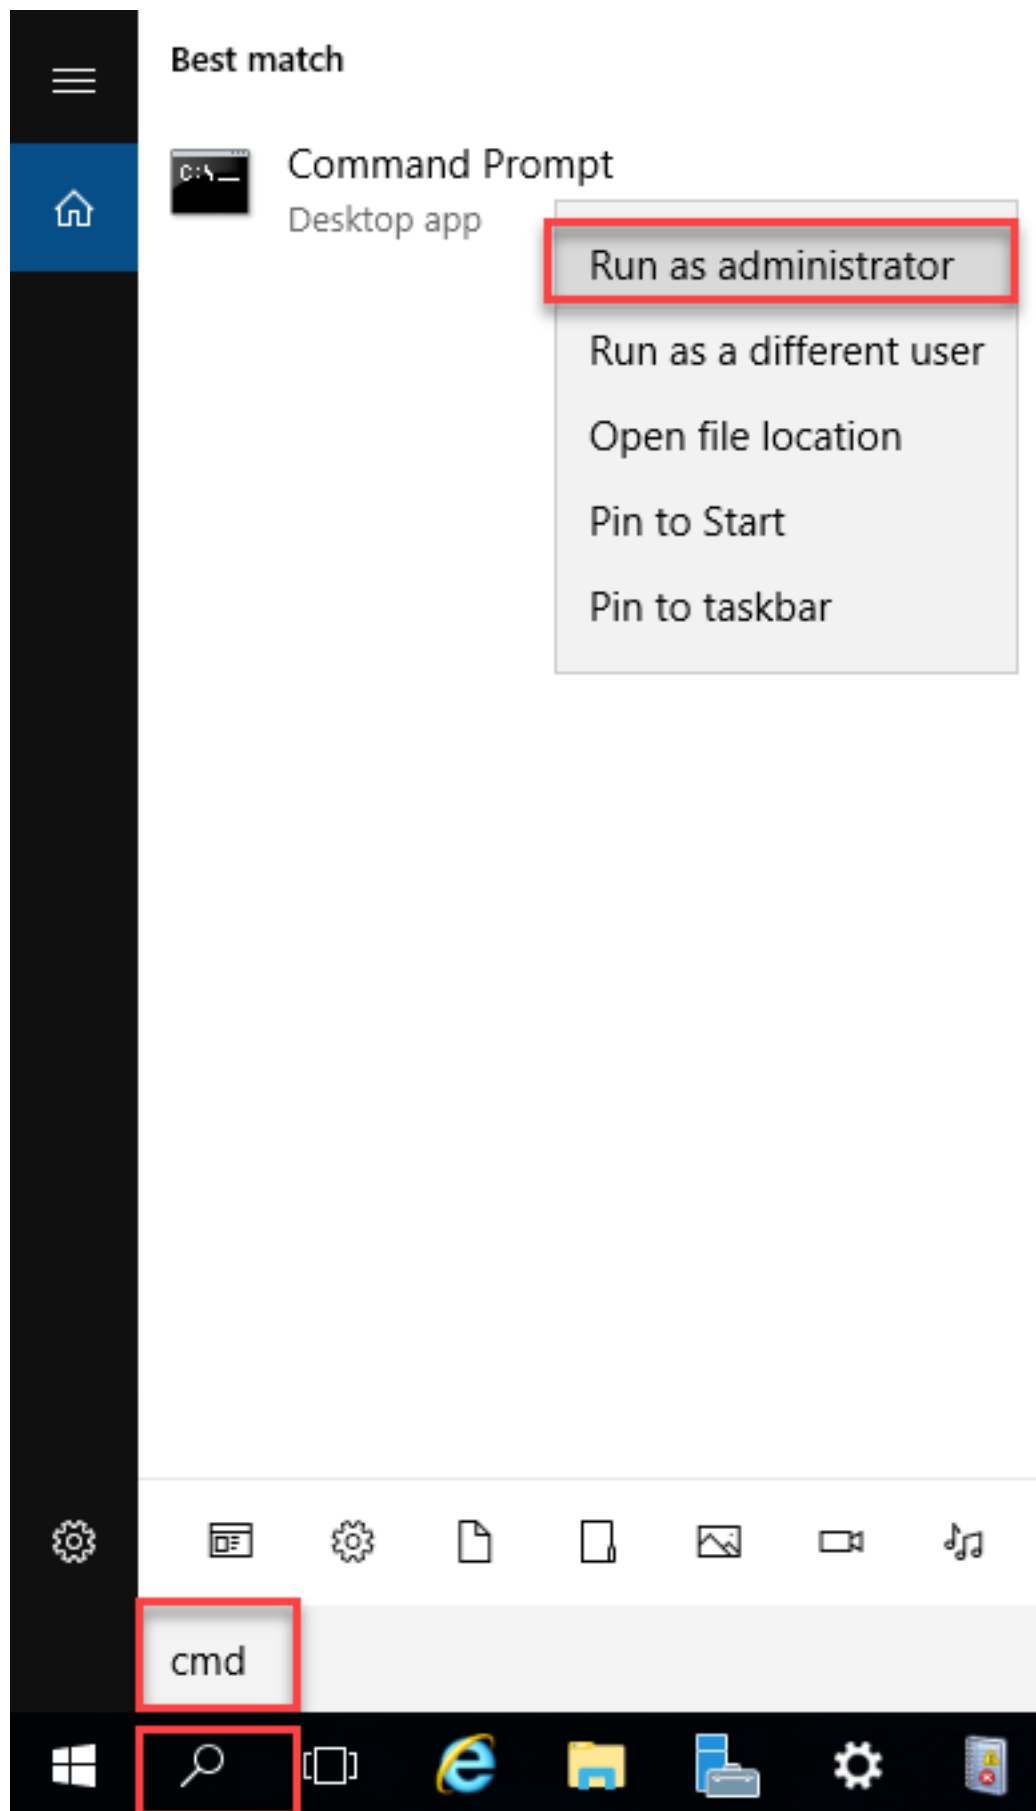 Best match
C:\
Command Prompt
Desktop app
Run as administrator
Run as a different user
Open file location
Pin to Start
Pin to taskbar
cmd